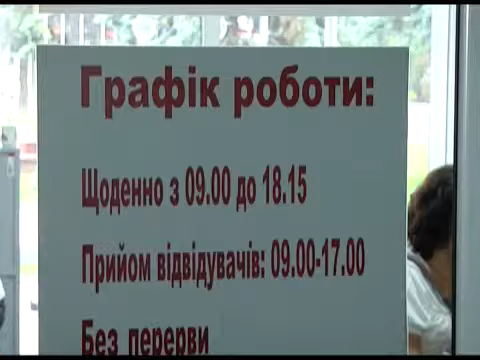 Графік роботи:
Щоденно з 09.00 до 18.15
Прийом відвідувачів: 09.00-17.00
Без перерви